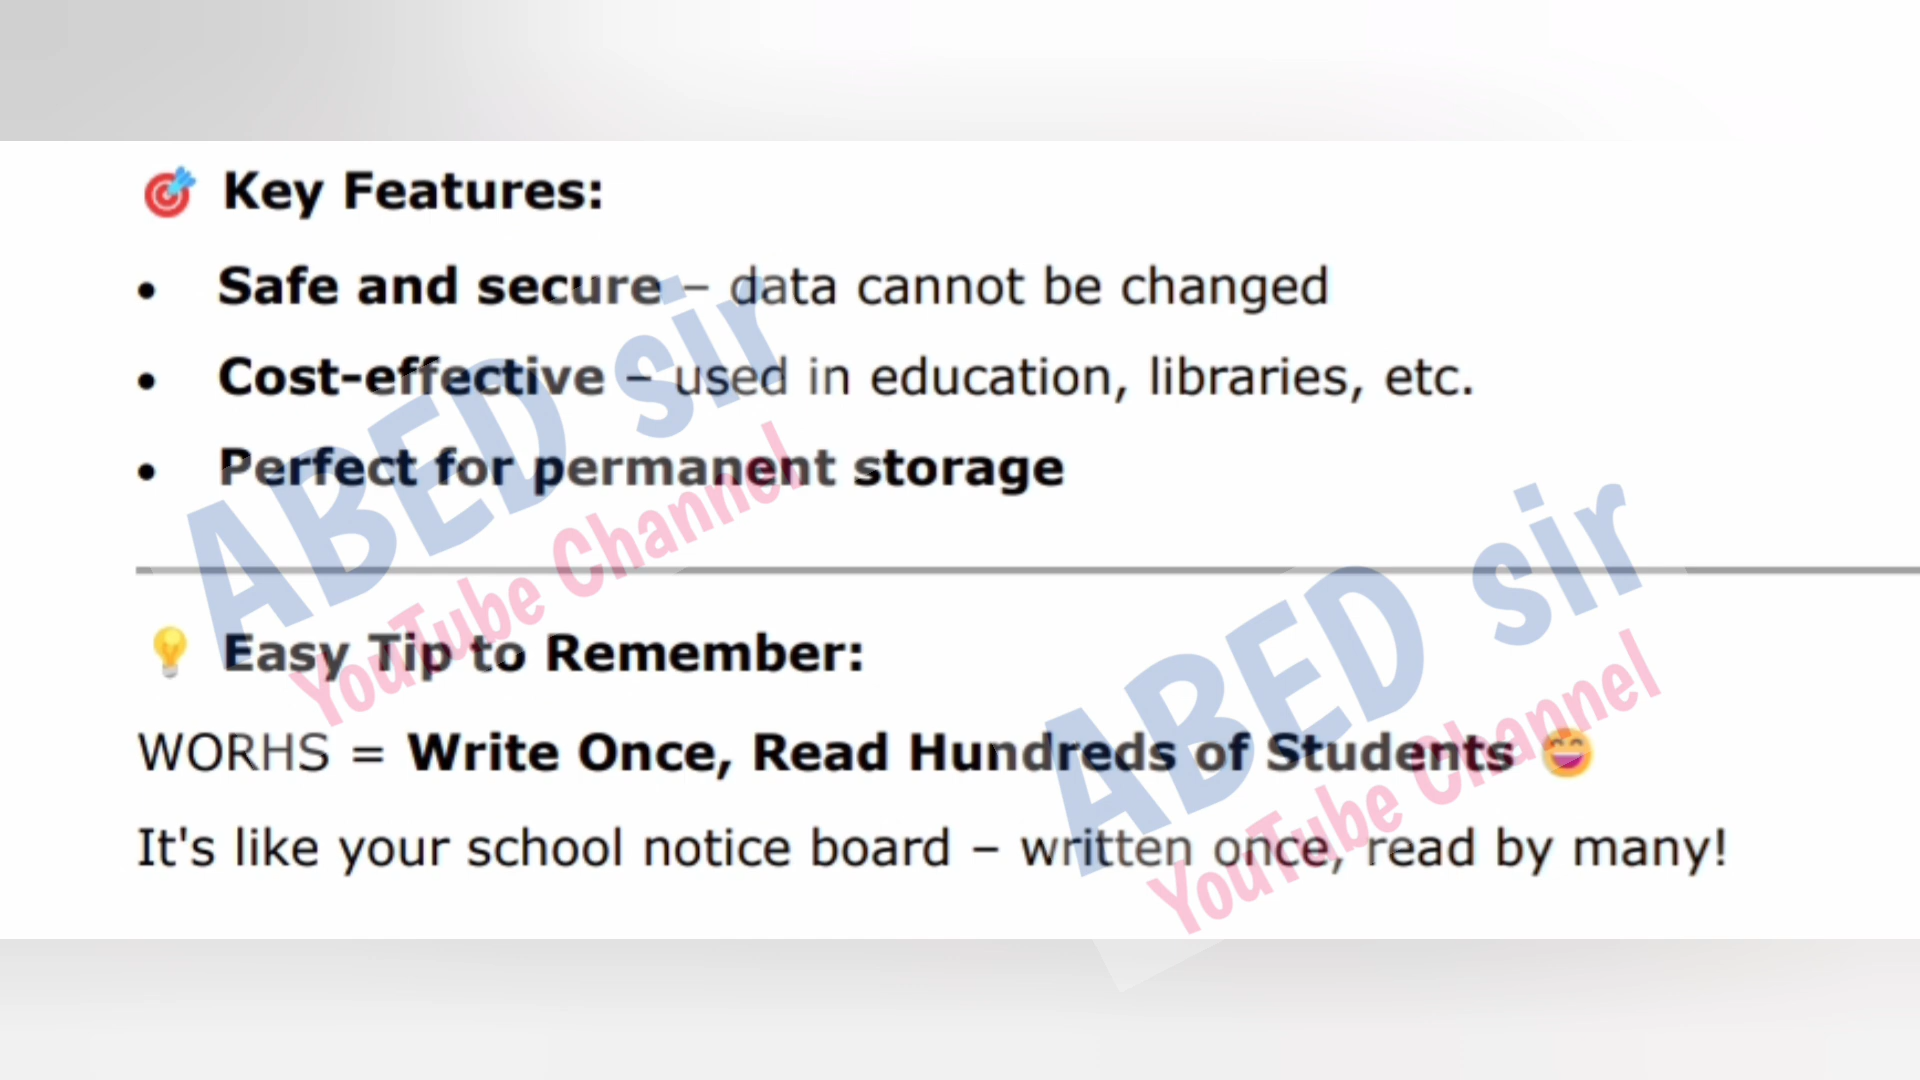 🎯 Key Features:
• Safe and secure – data cannot be changed
• Cost-effective – used in education, libraries, etc.
• Perfect for permanent storage
💡 Easy Tip to Remember:
WORHS = Write Once, Read Hundreds of Students 😄
It's like your school notice board – written once, read by many!
ABED sir
YouTube Channel
ABED sir
YouTube Channel